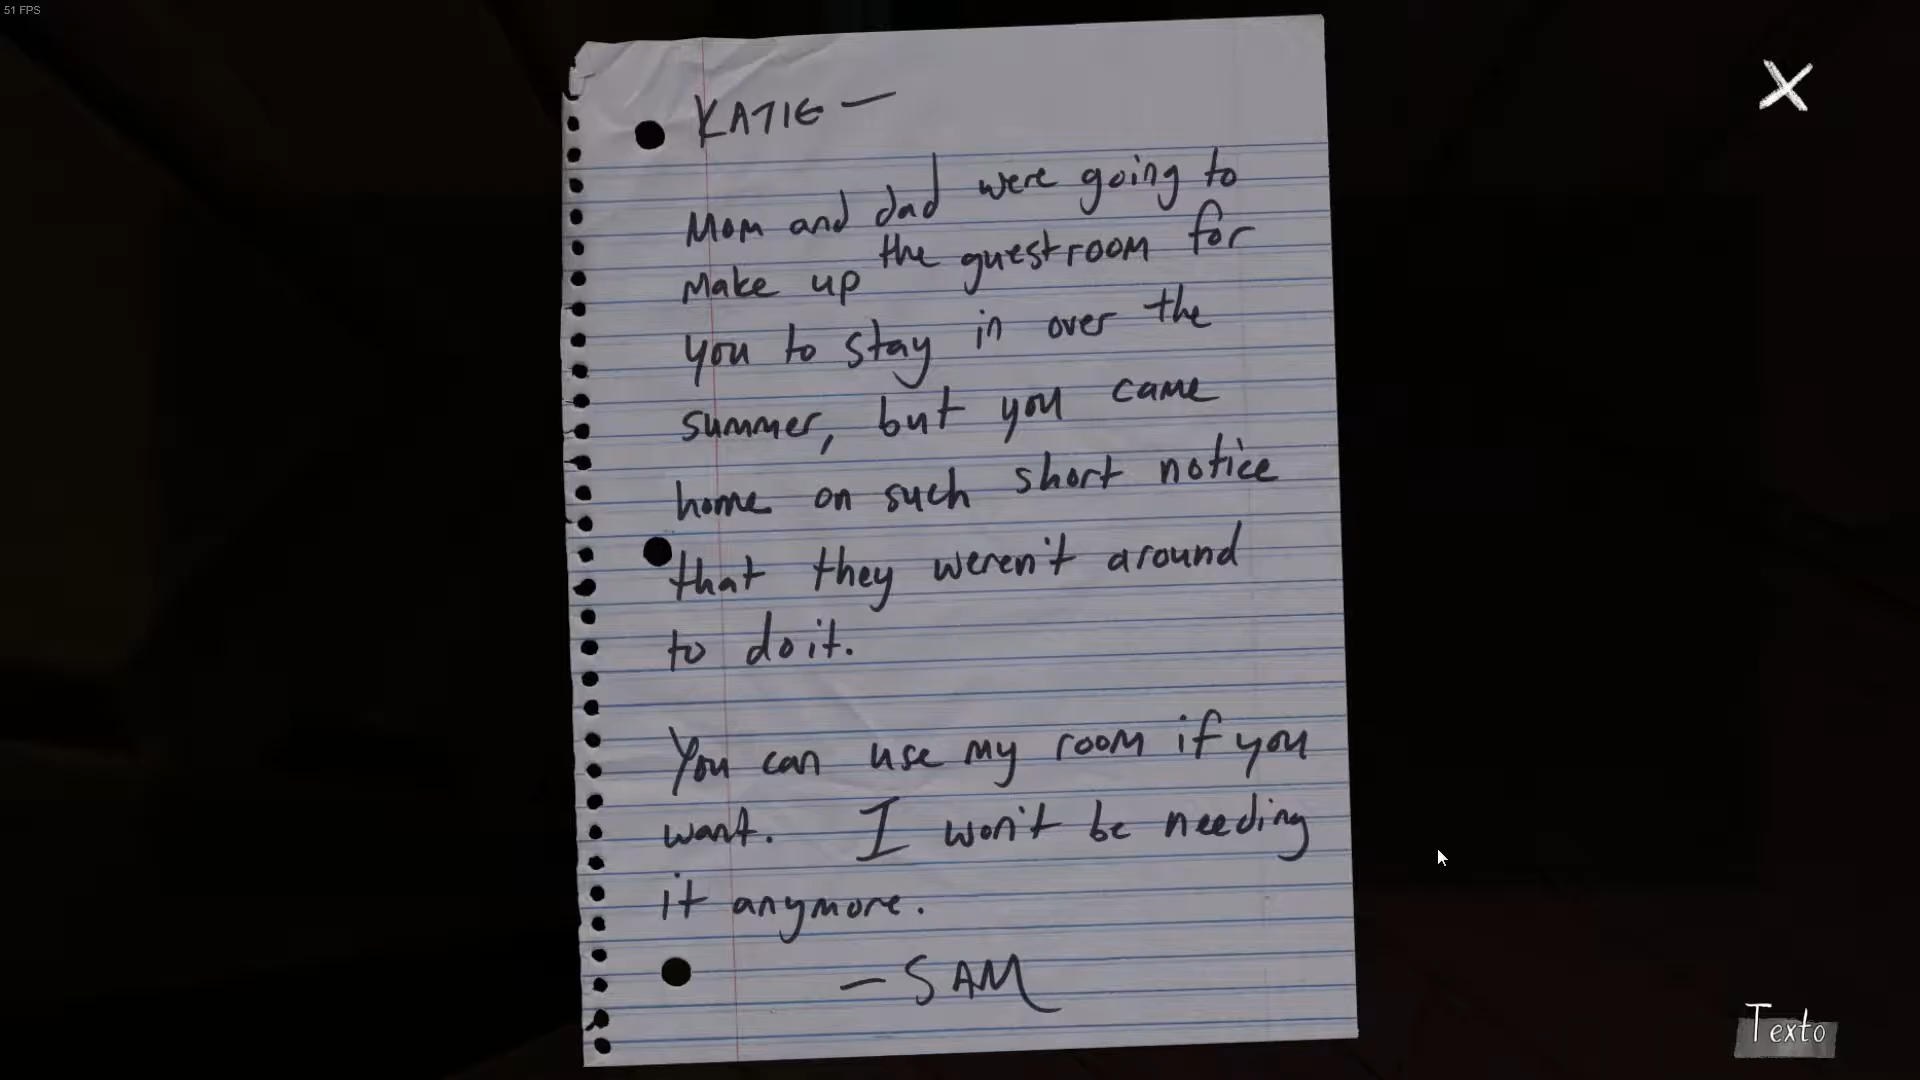 51 FPS
KATIE —
Mom and dad were going to
make up the guestroom for
you to stay in over the
summer, but you came
home on such short notice
that they weren't around
to do it.
You can use my room if you
want. I won't be needing
it anymore.
— SAM
Texto